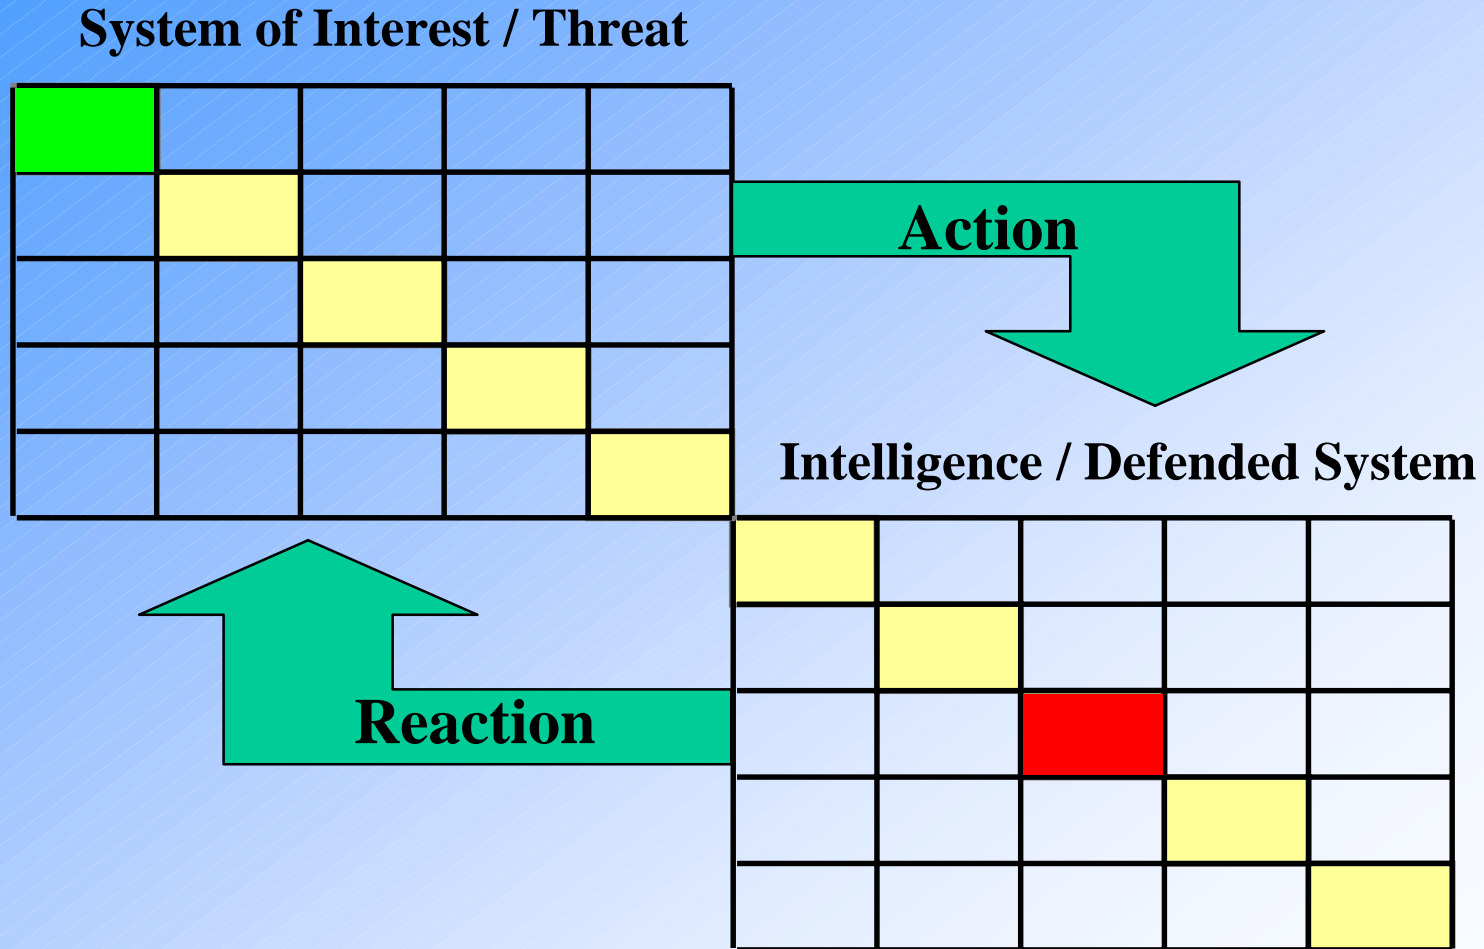 System of Interest / Threat
Action
Intelligence / Defended System
Reaction